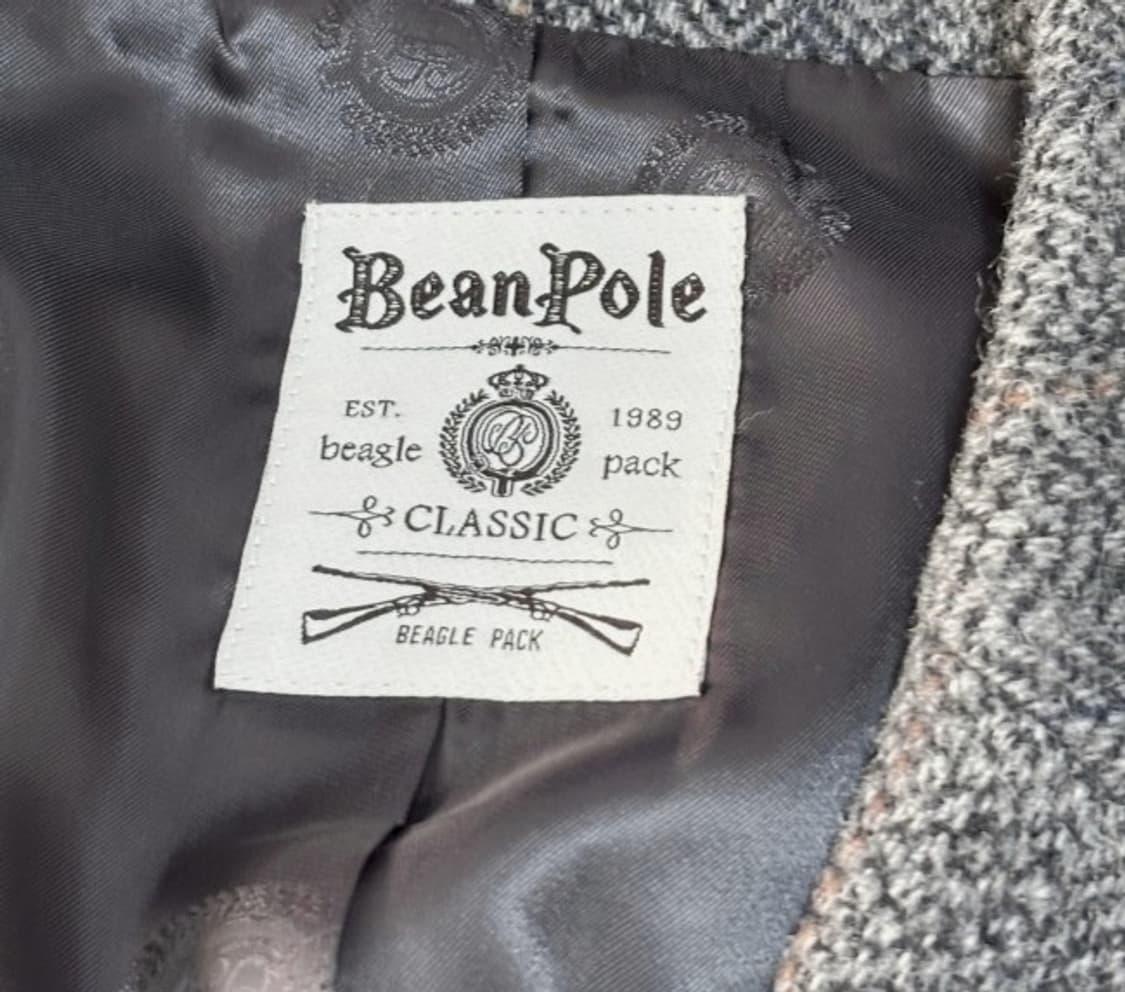 BeanPole
EST. 1989
beagle pack
CLASSIC
BEAGLE PACK